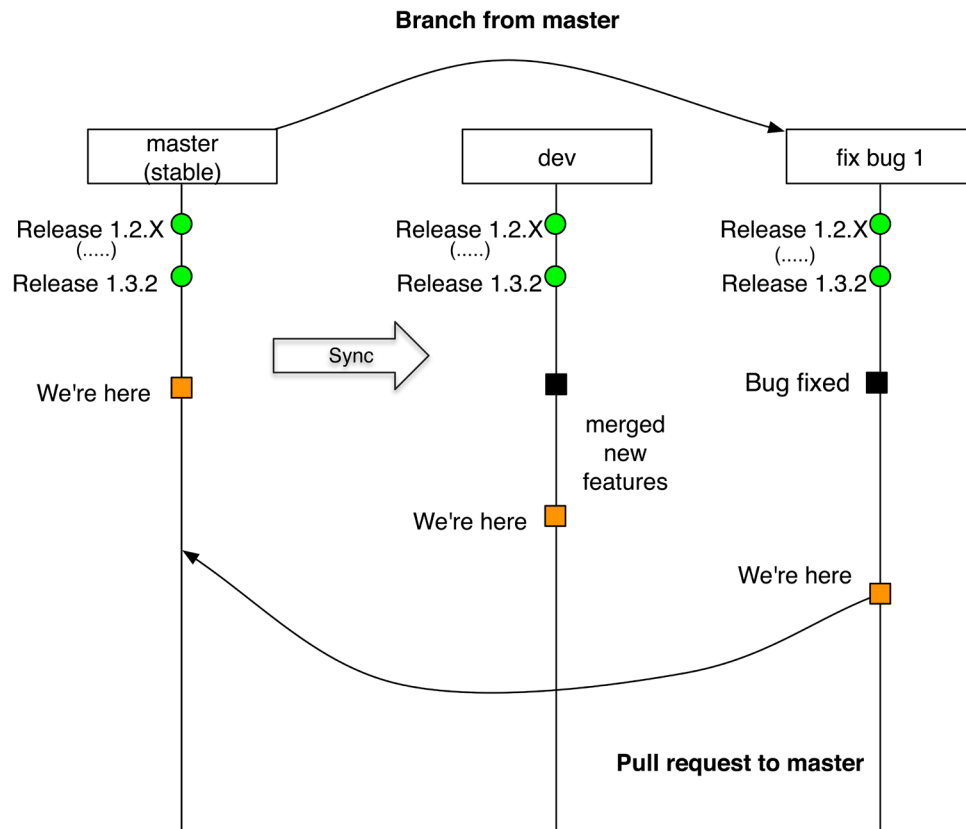 Branch from master
master
(stable)
dev
fix bug 1
Release 1.2.X
(.....)
Release 1.3.2
Release 1.2.X
(.....)
Release 1.3.2
Release 1.2.X
(.....)
Release 1.3.2
Sync
We're here
merged
new
features
We're here
Bug fixed
We're here
Pull request to master